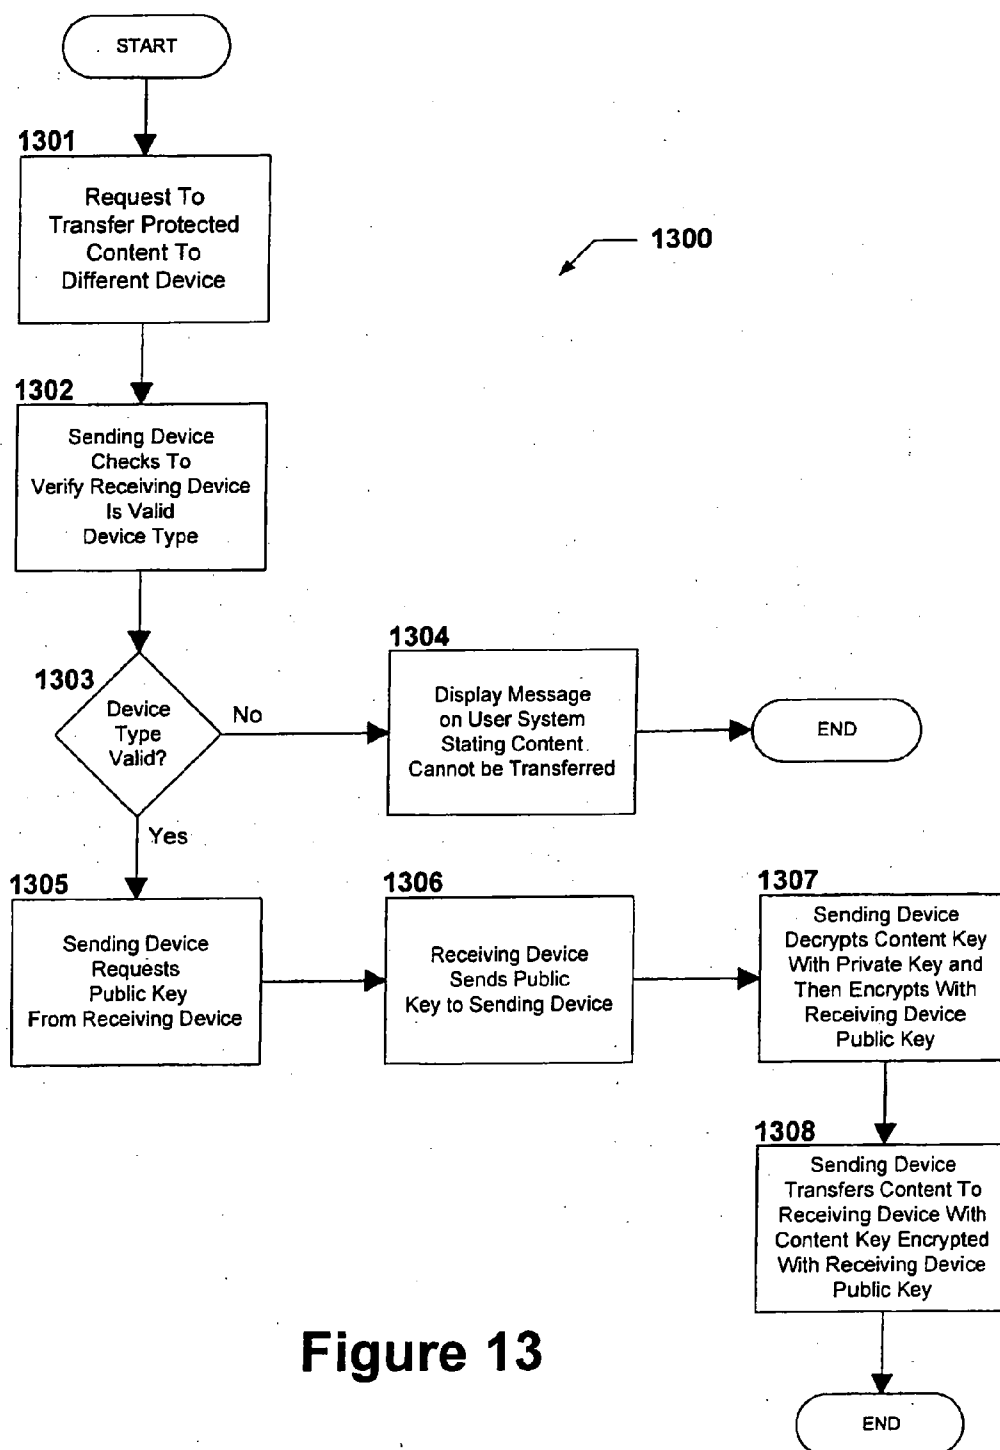 START
1301
Request To
Transfer Protected
Content To
Different Device
1300
1302
Sending Device
Checks To
Verify Receiving Device
Is Valid
Device Type
1303
Device
Type
Valid?
No
1304
Display Message
on User System
Stating Content
Cannot be Transferred
END
Yes
1305
Sending Device
Requests
Public Key
From Receiving Device
1306
Receiving Device
Sends Public
Key to Sending Device
1307
Sending Device
Decrypts Content Key
With Private Key and
Then Encrypts With
Receiving Device
Public Key
1308
Sending Device
Transfers Content To
Receiving Device With
Content Key Encrypted
With Receiving Device
Public Key
Figure 13
END